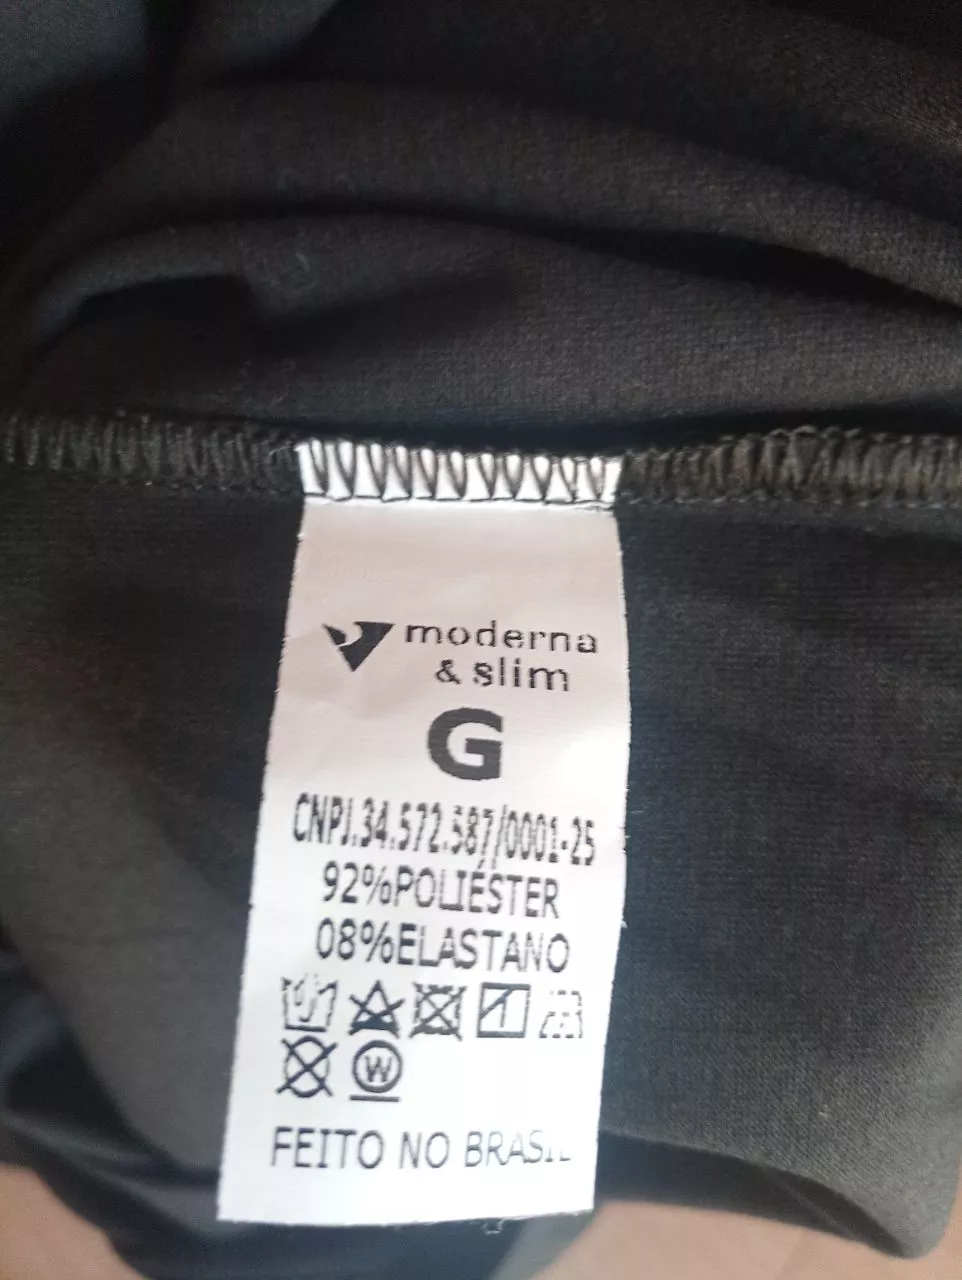 moderna
& slim
G
CNPJ.34.572.587/0001-25
92%POLIÉSTER
08%ELASTANO
W
FEITO NO BRASIL